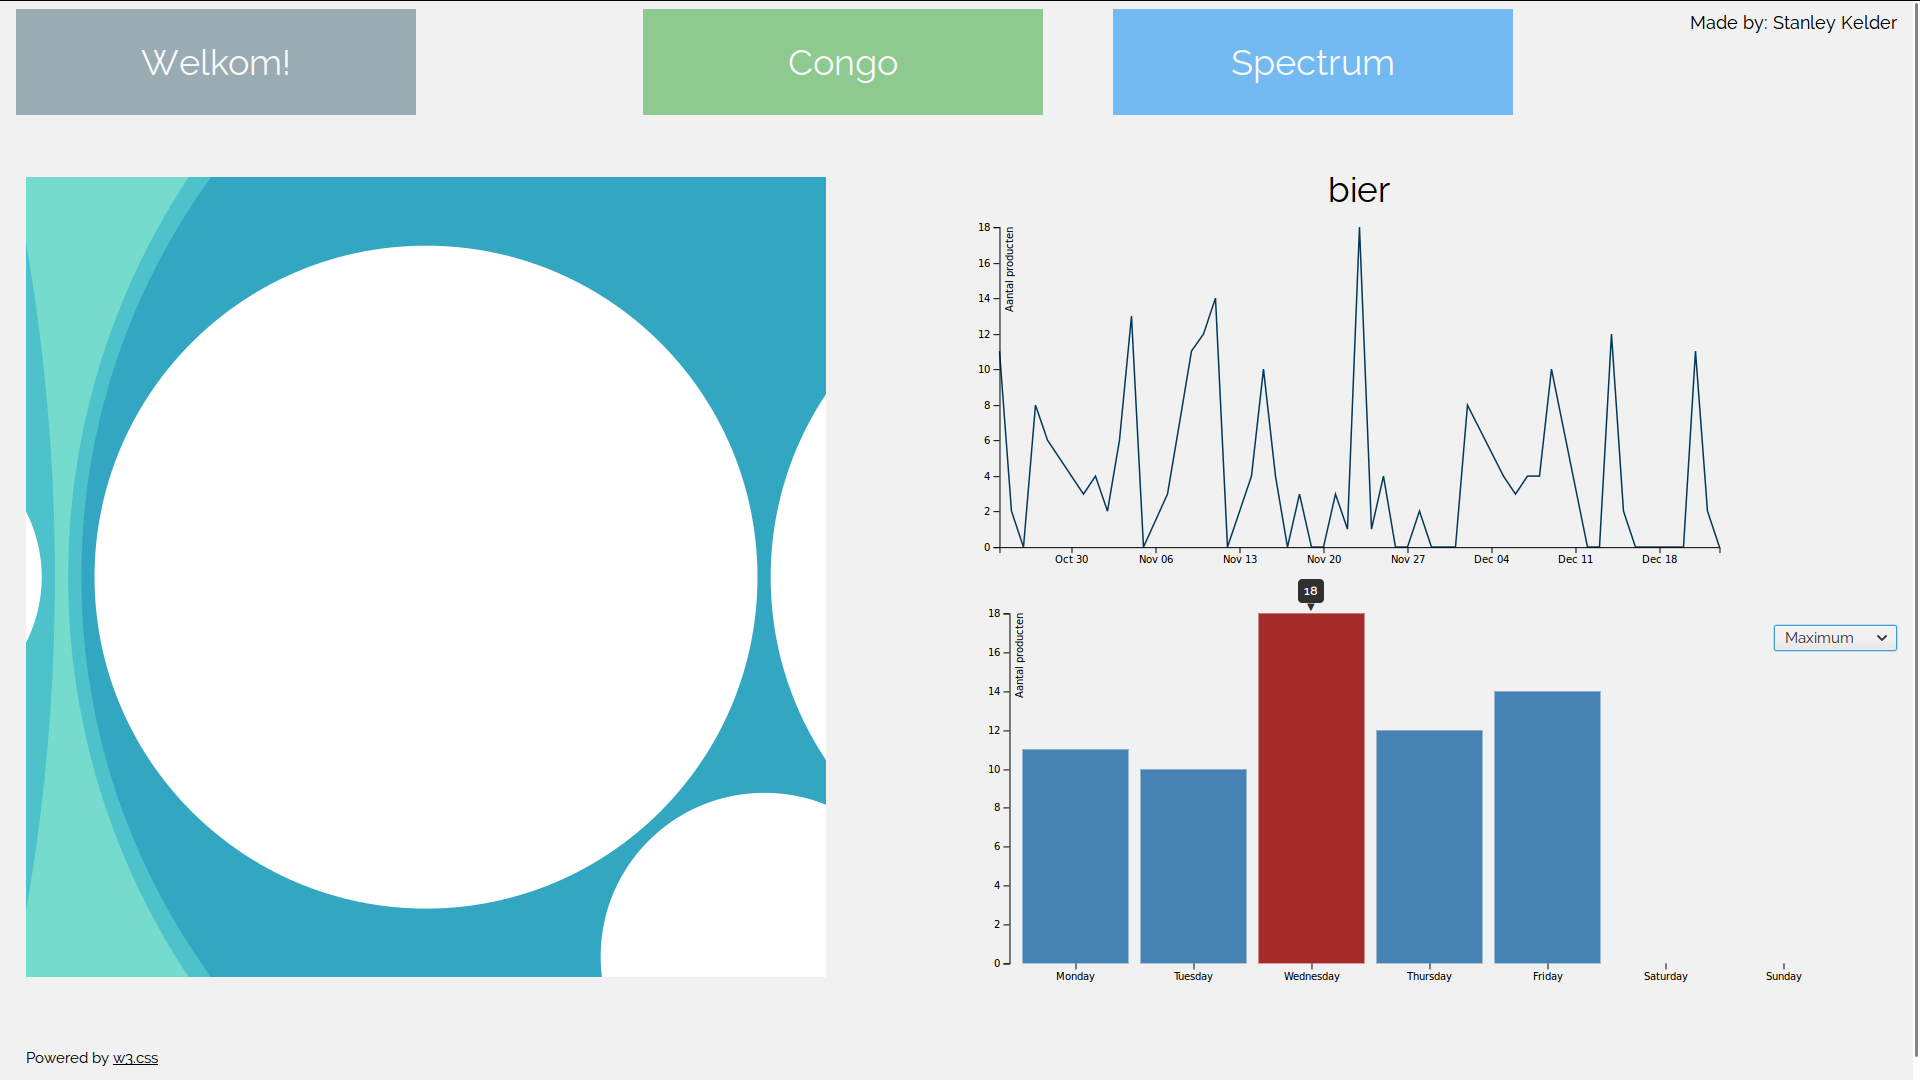 Welkom!
Congo
Spectrum
Made by: Stanley Kelder
bier
Aantal producten
18
16
14
12
10
8
6
4
2
0
Oct 30 Nov 06 Nov 13 Nov 20 Nov 27 Dec 04 Dec 11 Dec 18
18
Maximum
Aantal producten
18
16
14
12
10
8
6
4
2
0
Monday Tuesday Wednesday Thursday Friday Saturday Sunday
Powered by w3.css